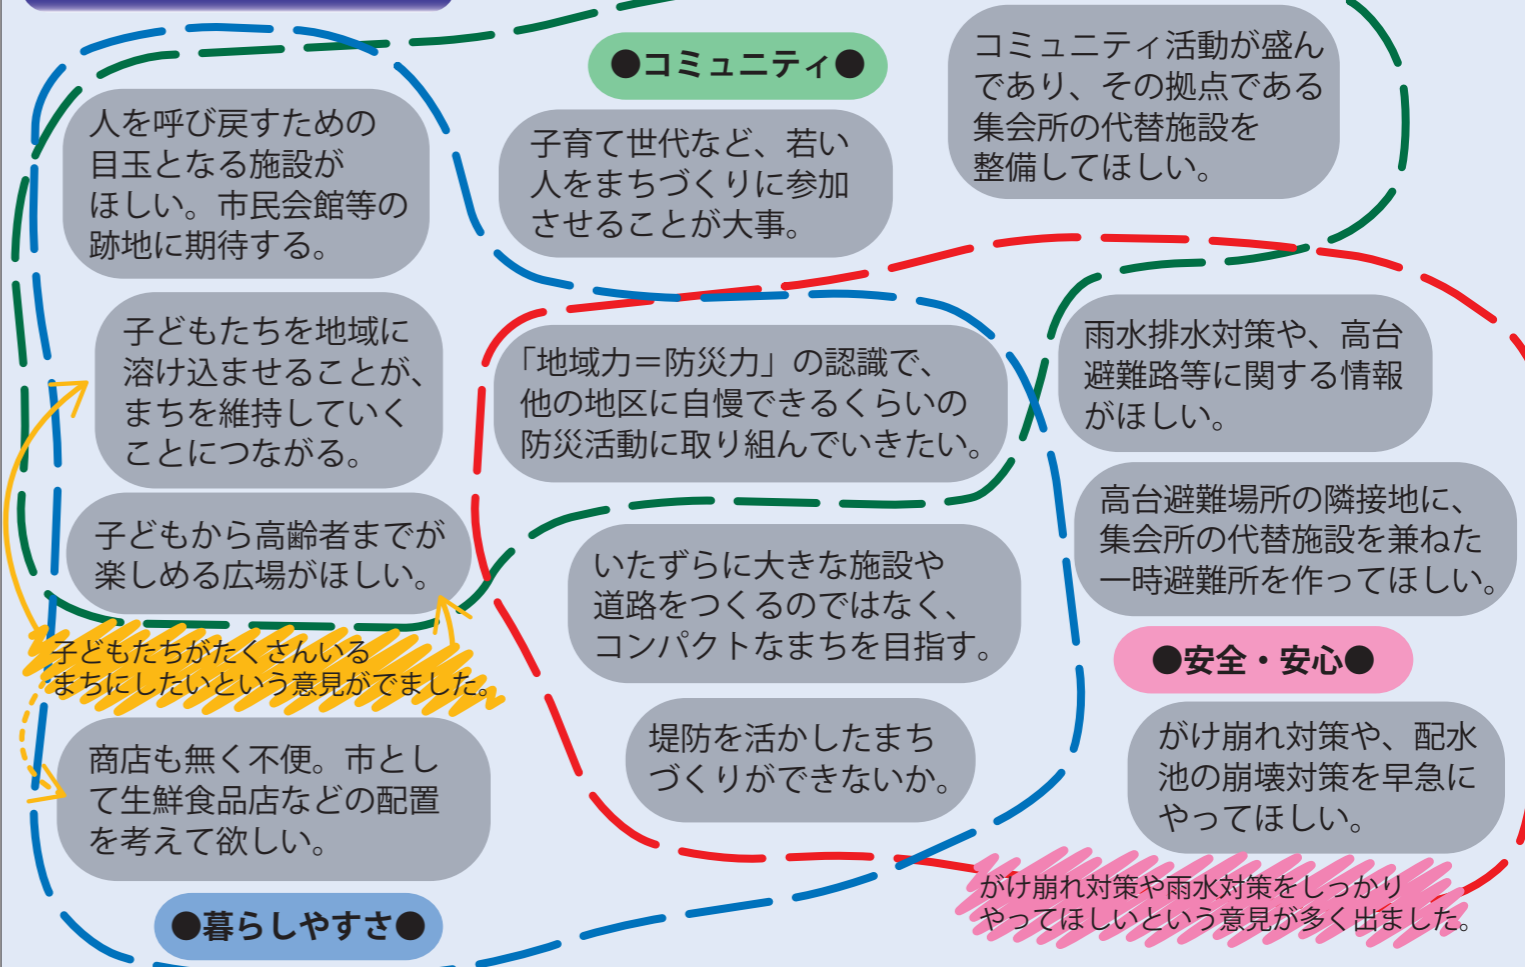 ●コミュニティ●
コミュニティ活動が盛ん
であり、その拠点である
集会所の代替施設を
整備してほしい。
人を呼び戻すための
目玉となる施設が
ほしい。市民会館等の
跡地に期待する。
子育て世代など、若い
人をまちづくりに参加
させることが大事。
子どもたちを地域に
溶け込ませることが、
まちを維持していく
ことにつながる。
「地域力＝防災力」の認識で、
他の地区に自慢できるくらいの
防災活動に取り組んでいきたい。
雨水排水対策や、高台
避難路等に関する情報
がほしい。
子どもから高齢者までが
楽しめる広場がほしい。
高台避難場所の隣接地に、
集会所の代替施設を兼ねた
一時避難所を作ってほしい。
いたずらに大きな施設や
道路をつくるのではなく、
コンパクトなまちを目指す。
子どもたちがたくさんいる
まちにしたいという意見がでました。
●安全・安心●
堤防を活かしたまち
づくりができないか。
商店も無く不便。市とし
て生鮮食品店などの配置
を考えて欲しい。
がけ崩れ対策や、配水
池の崩壊対策を早急に
やってほしい。
がけ崩れ対策や雨水対策をしっかり
やってほしいという意見が多く出ました。
●暮らしやすさ●